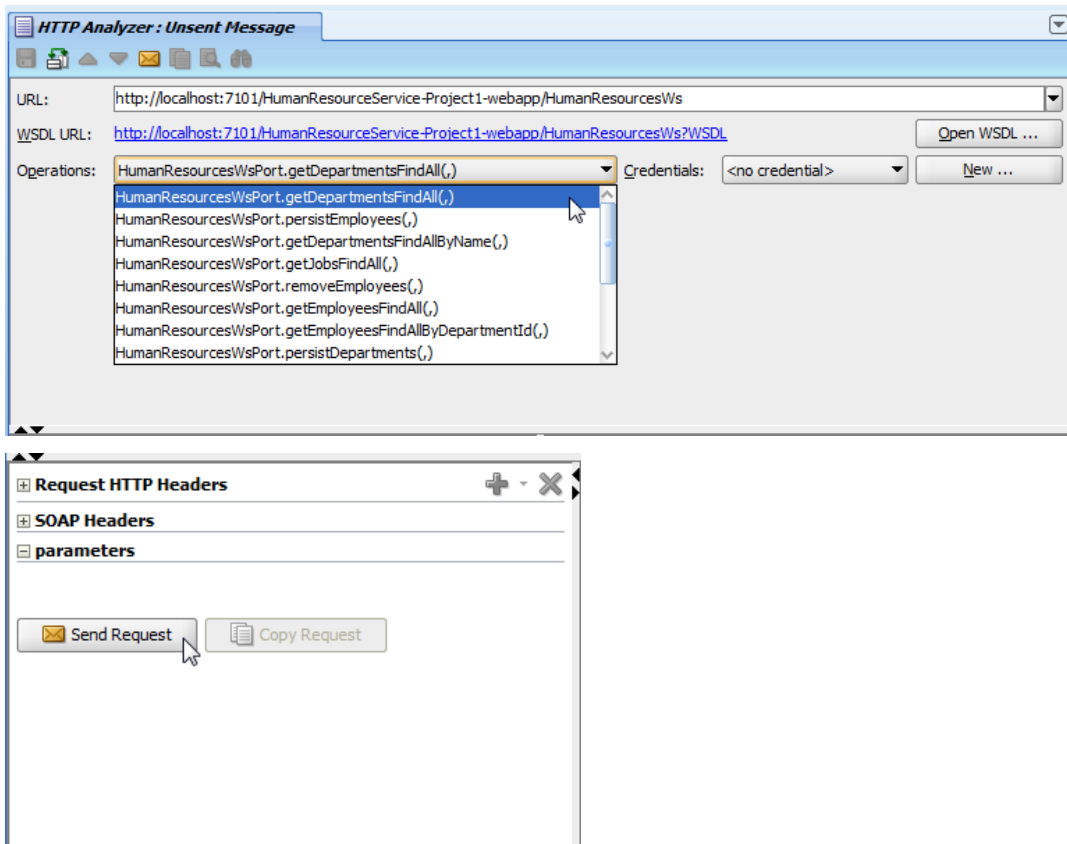 HTTP Analyzer : Unsent Message
URL: http://localhost:7101/HumanResourceService-Project1-webapp/HumanResourcesWs
WSDL URL: http://localhost:7101/HumanResourceService-Project1-webapp/HumanResourcesWs?WSDL Open WSDL ...
Operations: HumanResourcesWsPort.getDepartmentsFindAll(,) Credentials: <no credential> New ...
HumanResourcesWsPort.getDepartmentsFindAll(,)
HumanResourcesWsPort.persistEmployees(,)
HumanResourcesWsPort.getDepartmentsFindAllByName(,)
HumanResourcesWsPort.getJobsFindAll(,)
HumanResourcesWsPort.removeEmployees(,)
HumanResourcesWsPort.getEmployeesFindAll(,)
HumanResourcesWsPort.getEmployeesFindAllByDepartmentId(,)
HumanResourcesWsPort.persistDepartments(,)
Request HTTP Headers
SOAP Headers
parameters
Send Request Copy Request